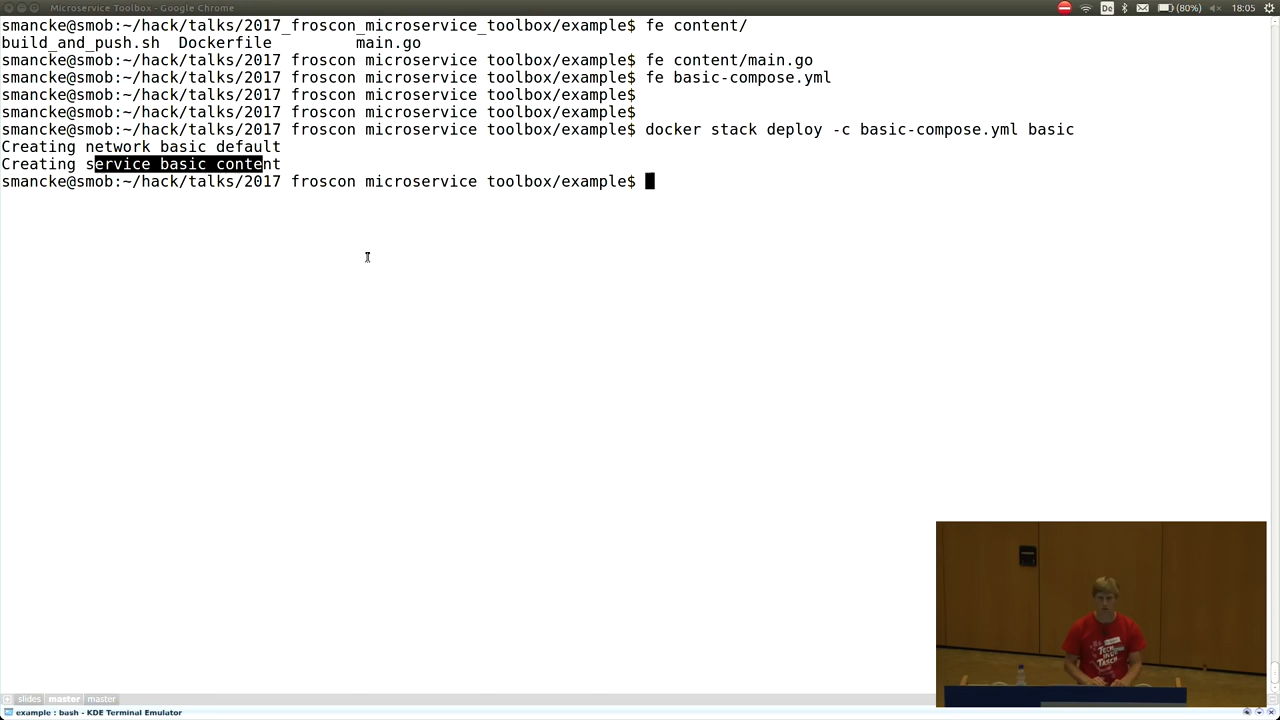 Microservice Toolbox - Google Chrome
De
(80%)
18:05
smancke@smob:~/hack/talks/2017_froscon_microservice_toolbox/example$ fe content/
build_and_push.sh  Dockerfile         main.go
smancke@smob:~/hack/talks/2017 froscon microservice toolbox/example$ fe content/main.go
smancke@smob:~/hack/talks/2017 froscon microservice toolbox/example$ fe basic-compose.yml
smancke@smob:~/hack/talks/2017 froscon microservice toolbox/example$
smancke@smob:~/hack/talks/2017 froscon microservice toolbox/example$
smancke@smob:~/hack/talks/2017 froscon microservice toolbox/example$ docker stack deploy -c basic-compose.yml basic
Creating network basic default
Creating service basic content
smancke@smob:~/hack/talks/2017 froscon microservice toolbox/example$
TECH
IN DE
TASCH
slides master master
example : bash - KDE Terminal Emulator